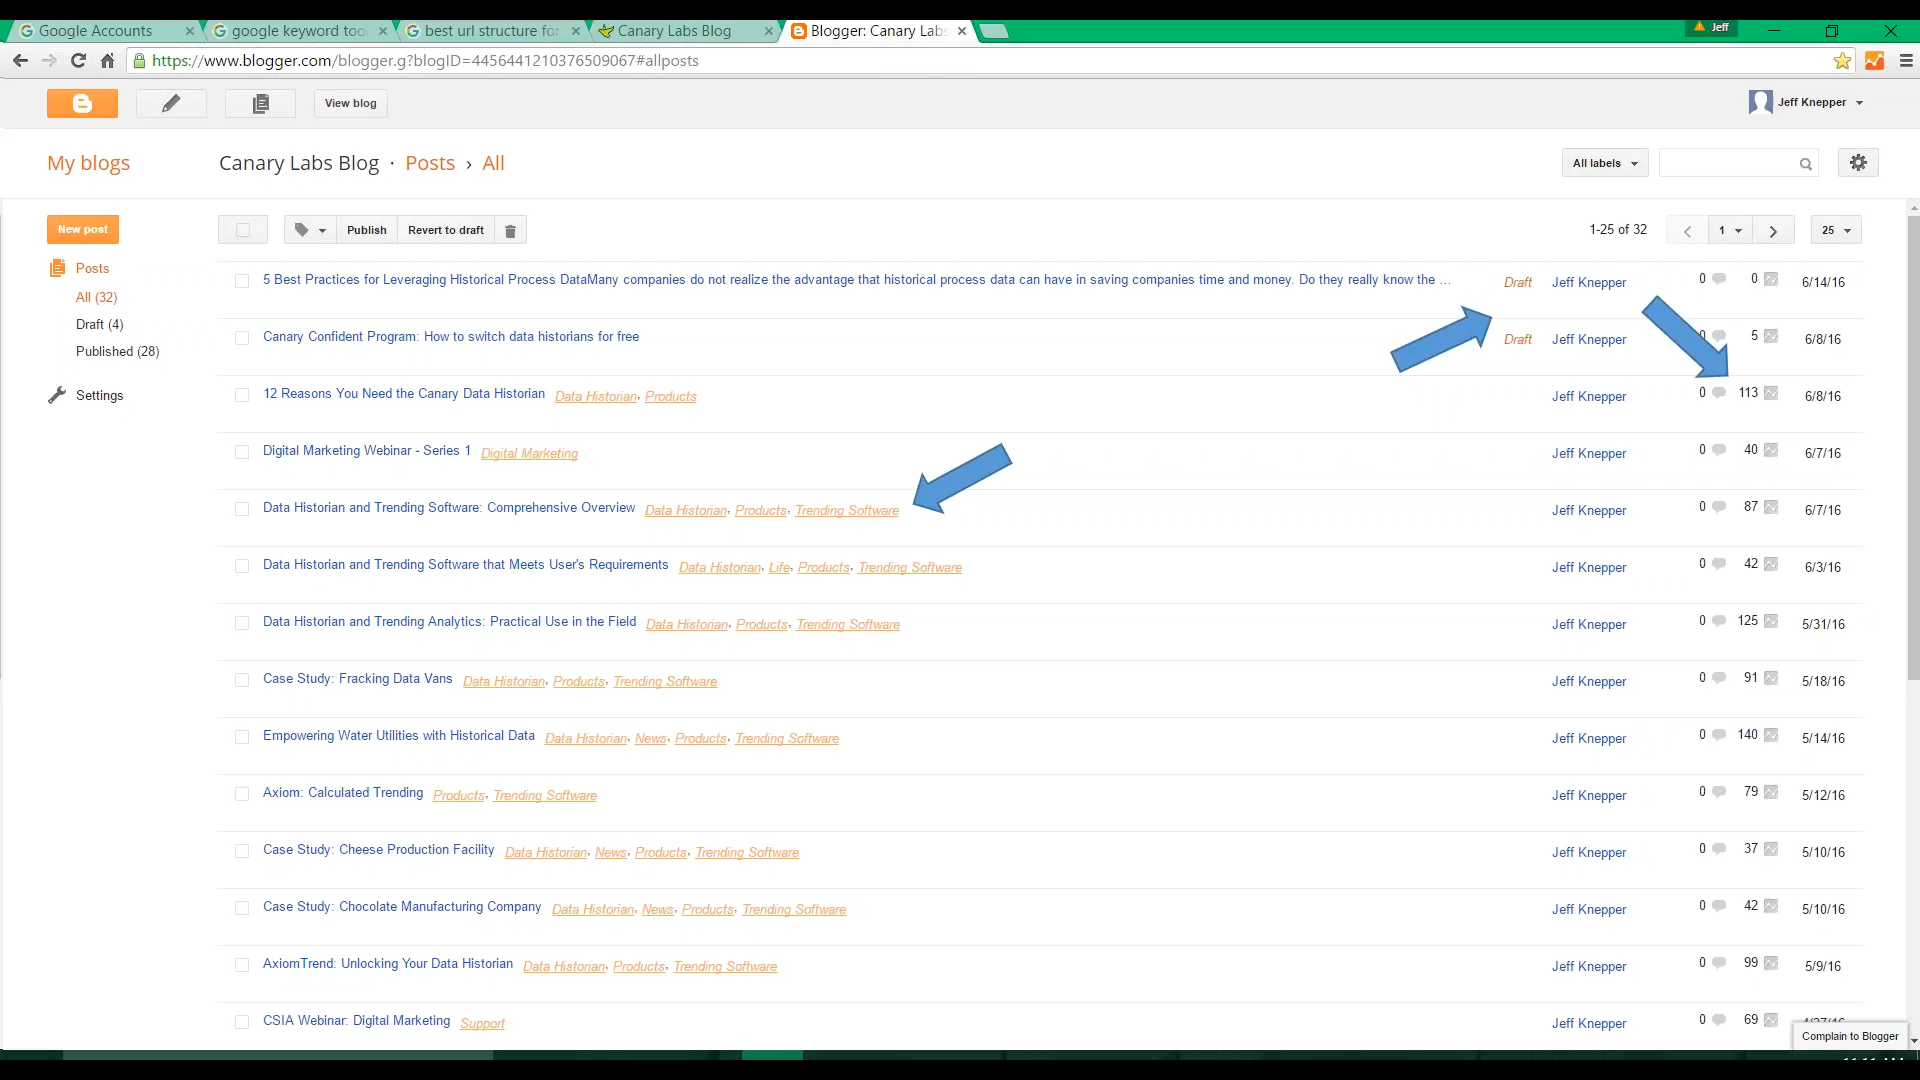 Google Accounts
google keyword too
best url structure for
Canary Labs Blog
Blogger: Canary Labs
Jeff
https://www.blogger.com/blogger.g?blogID=4456441210376509067#allposts
View blog
Jeff Knepper
My blogs
Canary Labs Blog · Posts › All
All labels
New post
Publish
Revert to draft
1-25 of 32
1
25
Posts
All (32)
Draft (4)
Published (28)
Settings
5 Best Practices for Leveraging Historical Process DataMany companies do not realize the advantage that historical process data can have in saving companies time and money. Do they really know the ... Draft Jeff Knepper 0 0 6/14/16
Canary Confident Program: How to switch data historians for free Draft Jeff Knepper 0 5 6/8/16
12 Reasons You Need the Canary Data Historian Data Historian, Products Jeff Knepper 0 113 6/8/16
Digital Marketing Webinar - Series 1 Digital Marketing Jeff Knepper 0 40 6/7/16
Data Historian and Trending Software: Comprehensive Overview Data Historian, Products, Trending Software Jeff Knepper 0 87 6/7/16
Data Historian and Trending Software that Meets User's Requirements Data Historian, Life, Products, Trending Software Jeff Knepper 0 42 6/3/16
Data Historian and Trending Analytics: Practical Use in the Field Data Historian, Products, Trending Software Jeff Knepper 0 125 5/31/16
Case Study: Fracking Data Vans Data Historian, Products, Trending Software Jeff Knepper 0 91 5/18/16
Empowering Water Utilities with Historical Data Data Historian, News, Products, Trending Software Jeff Knepper 0 140 5/14/16
Axiom: Calculated Trending Products, Trending Software Jeff Knepper 0 79 5/12/16
Case Study: Cheese Production Facility Data Historian, News, Products, Trending Software Jeff Knepper 0 37 5/10/16
Case Study: Chocolate Manufacturing Company Data Historian, News, Products, Trending Software Jeff Knepper 0 42 5/10/16
AxiomTrend: Unlocking Your Data Historian Data Historian, Products, Trending Software Jeff Knepper 0 99 5/9/16
CSIA Webinar: Digital Marketing Support Jeff Knepper 0 69
Complain to Blogger